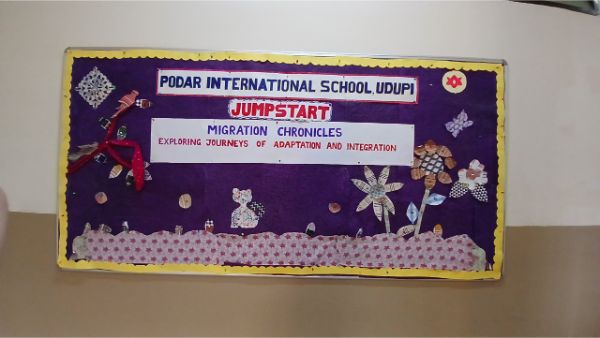 PODAR INTERNATIONAL SCHOOL, UDUPI
JUMPSTART
MIGRATION CHRONICLES
EXPLORING JOURNEYS OF ADAPTATION AND INTEGRATION